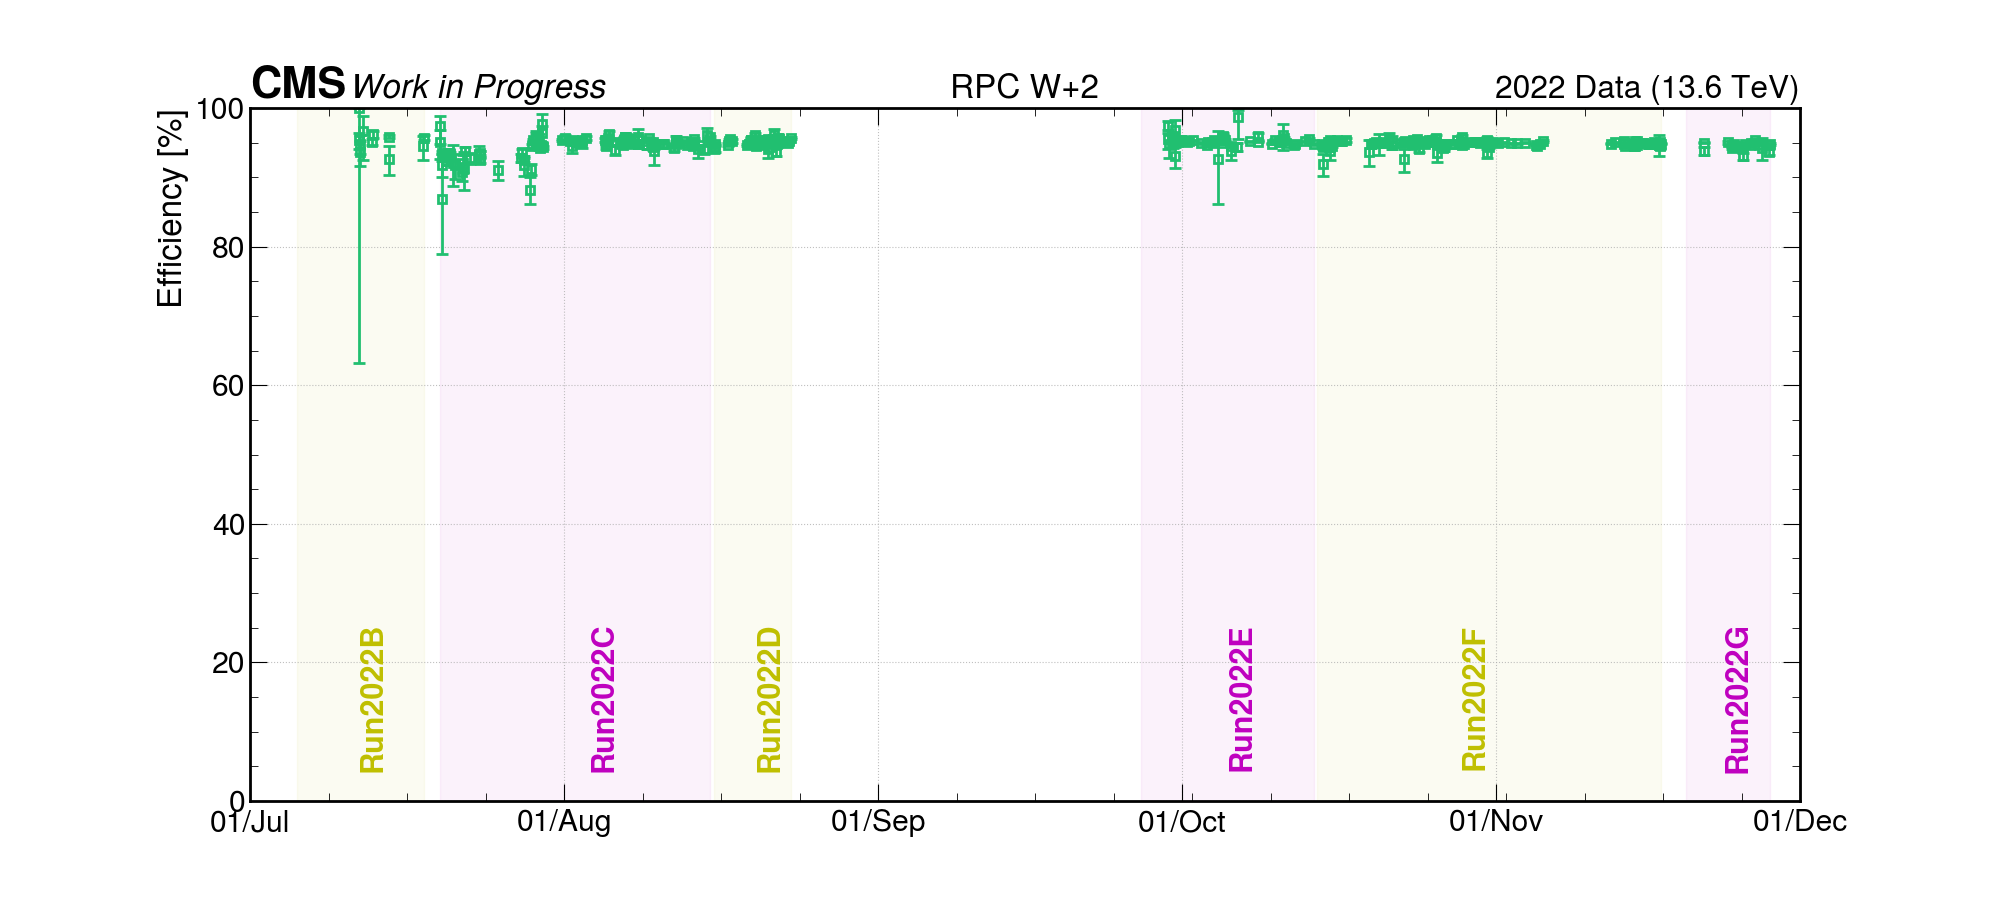 CMS Work in Progress RPC W+2 2022 Data (13.6 TeV)
Efficiency [%]
100
80
60
40
20
0
Run2022B Run2022C Run2022D Run2022E Run2022F Run2022G
01/Jul 01/Aug 01/Sep 01/Oct 01/Nov 01/Dec